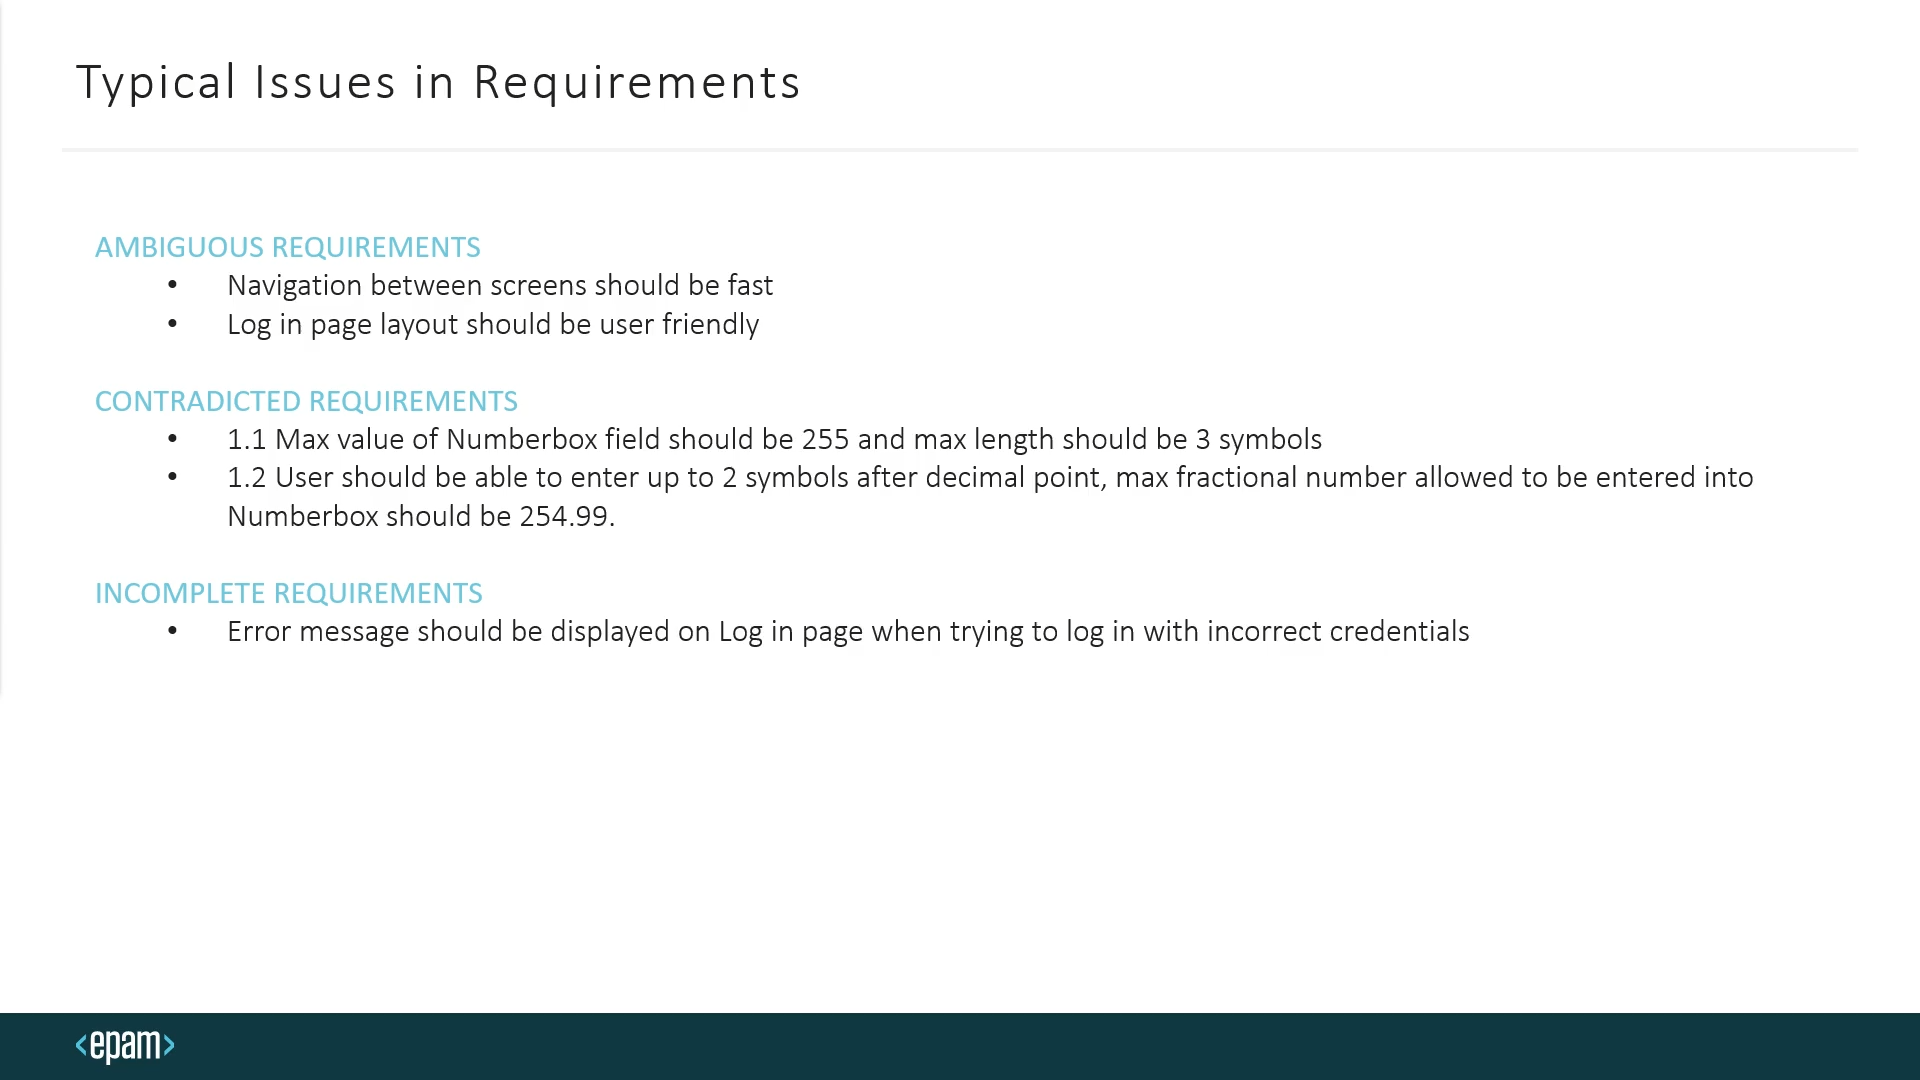 Typical Issues in Requirements
AMBIGUOUS REQUIREMENTS
• Navigation between screens should be fast
• Log in page layout should be user friendly
CONTRADICTED REQUIREMENTS
• 1.1 Max value of Numberbox field should be 255 and max length should be 3 symbols
• 1.2 User should be able to enter up to 2 symbols after decimal point, max fractional number allowed to be entered into
Numberbox should be 254.99.
INCOMPLETE REQUIREMENTS
• Error message should be displayed on Log in page when trying to log in with incorrect credentials
<epam>